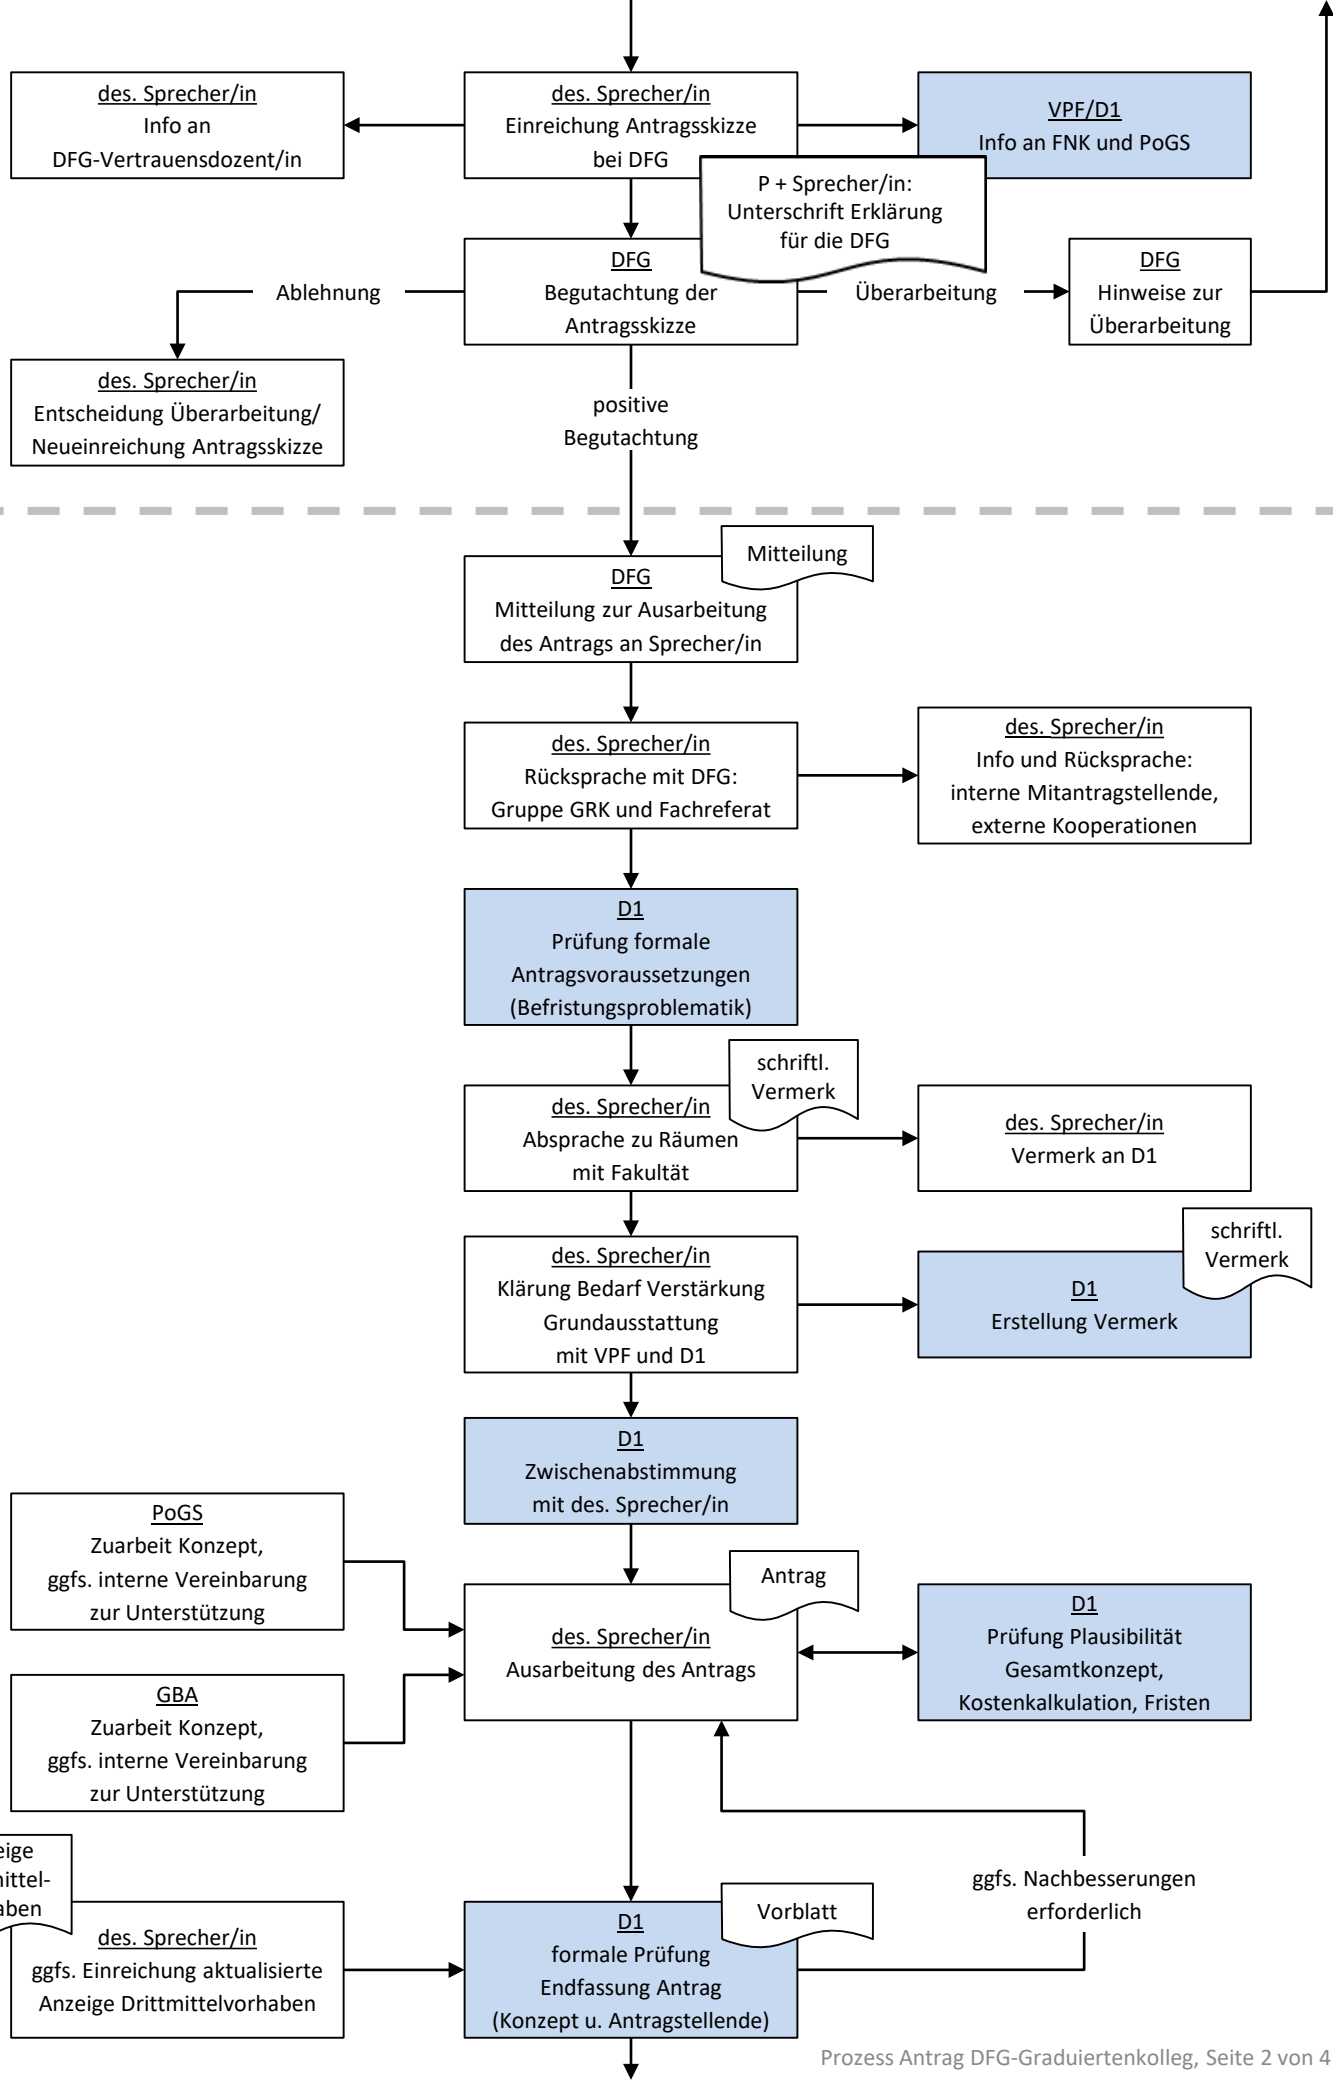 des. Sprecher/in
Info an
DFG-Vertrauensdozent/in
des. Sprecher/in
Einreichung Antragsskizze
bei DFG
VPF/D1
Info an FNK und PoGS
P + Sprecher/in:
Unterschrift Erklärung
für die DFG
DFG
Begutachtung der
Antragsskizze
Ablehnung
Überarbeitung
DFG
Hinweise zur
Überarbeitung
des. Sprecher/in
Entscheidung Überarbeitung/
Neueinreichung Antragsskizze
positive
Begutachtung
Mitteilung
DFG
Mitteilung zur Ausarbeitung
des Antrags an Sprecher/in
des. Sprecher/in
Rücksprache mit DFG:
Gruppe GRK und Fachreferat
des. Sprecher/in
Info und Rücksprache:
interne Mitantragstellende,
externe Kooperationen
D1
Prüfung formale
Antragsvoraussetzungen
(Befristungsproblematik)
schriftl.
Vermerk
des. Sprecher/in
Absprache zu Räumen
mit Fakultät
des. Sprecher/in
Vermerk an D1
des. Sprecher/in
Klärung Bedarf Verstärkung
Grundausstattung
mit VPF und D1
schriftl.
Vermerk
D1
Erstellung Vermerk
D1
Zwischenabstimmung
mit des. Sprecher/in
PoGS
Zuarbeit Konzept,
ggfs. interne Vereinbarung
zur Unterstützung
Antrag
des. Sprecher/in
Ausarbeitung des Antrags
D1
Prüfung Plausibilität
Gesamtkonzept,
Kostenkalkulation, Fristen
GBA
Zuarbeit Konzept,
ggfs. interne Vereinbarung
zur Unterstützung
eige
nittel-
aben
des. Sprecher/in
ggfs. Einreichung aktualisierte
Anzeige Drittmittelvorhaben
Vorblatt
D1
formale Prüfung
Endfassung Antrag
(Konzept u. Antragstellende)
ggfs. Nachbesserungen
erforderlich
Prozess Antrag DFG-Graduiertenkolleg, Seite 2 von 4